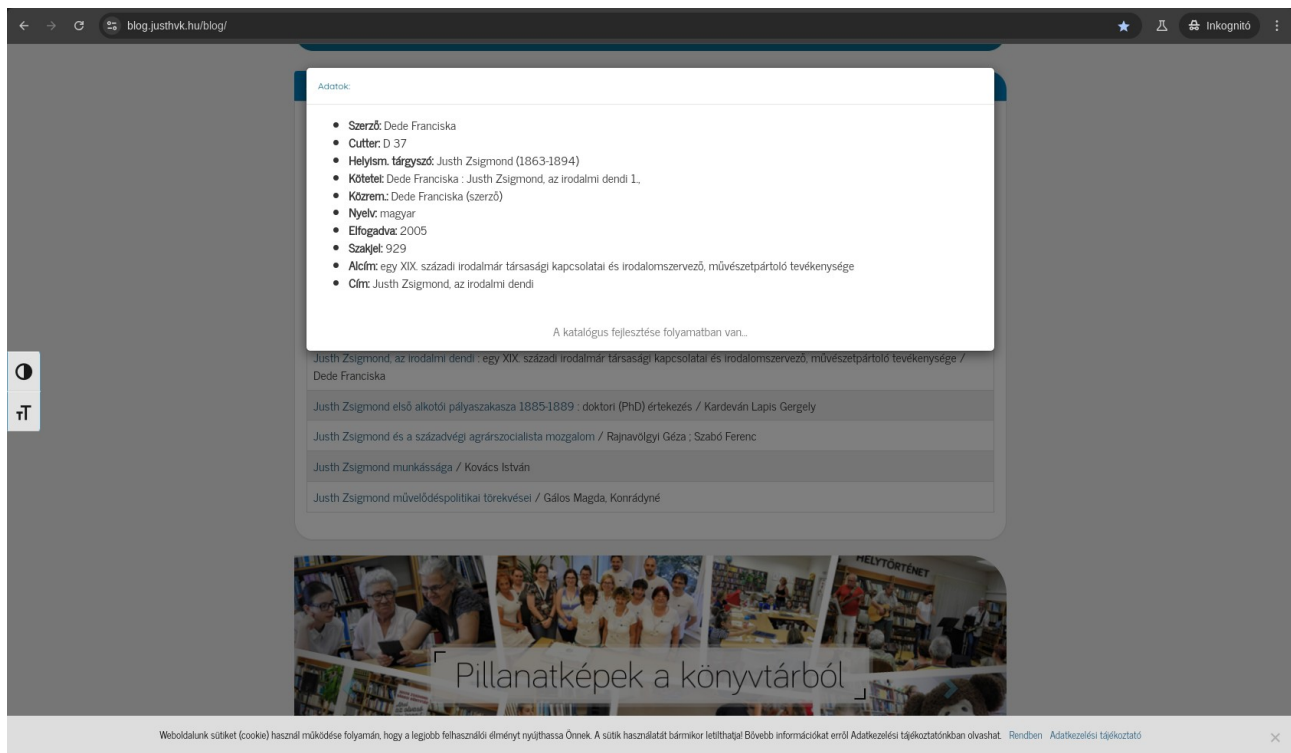 blog.justhvk.hu/blog/
Inkognitó
Adatok:
Szerző: Dede Franciska
Cutter: D 37
Helyism. tárgyszó: Justh Zsigmond (1863-1894)
Kötetel: Dede Franciska : Justh Zsigmond, az irodalmi dendi 1.,
Közrem.: Dede Franciska (szerző)
Nyelv: magyar
Elfogadva: 2005
Szakjel: 929
Alcím: egy XIX. századi irodalmár társasági kapcsolatai és irodalomszervező, művészetpártoló tevékenysége
Cím: Justh Zsigmond, az irodalmi dendi
A katalógus fejlesztése folyamatban van...
Justh Zsigmond, az irodalmi dendi : egy XIX. századi irodalmár társasági kapcsolatai és irodalomszervező, művészetpártoló tevékenysége /
Dede Franciska
Justh Zsigmond első alkotói pályaszakasza 1885-1889 : doktori (PhD) értekezés / Kardeván Lapis Gergely
Justh Zsigmond és a századvégi agrárszocialista mozgalom / Rajnavölgyi Géza ; Szabó Ferenc
Justh Zsigmond munkássága / Kovács István
Justh Zsigmond művelődéspolitikai törekvései / Gálos Magda, Konrádyné
HELYTÖRTÉNET
Pillanatképek a könyvtárból
Weboldalunk sütiket (cookie) használ működése folyamán, hogy a legjobb felhasználói élményt nyújthassa Önnek. A sütik használatát bármikor letilthatja! Bővebb információkat erről Adatkezelési tájékoztatónkban olvashat. Rendben Adatkezelési tájékoztató